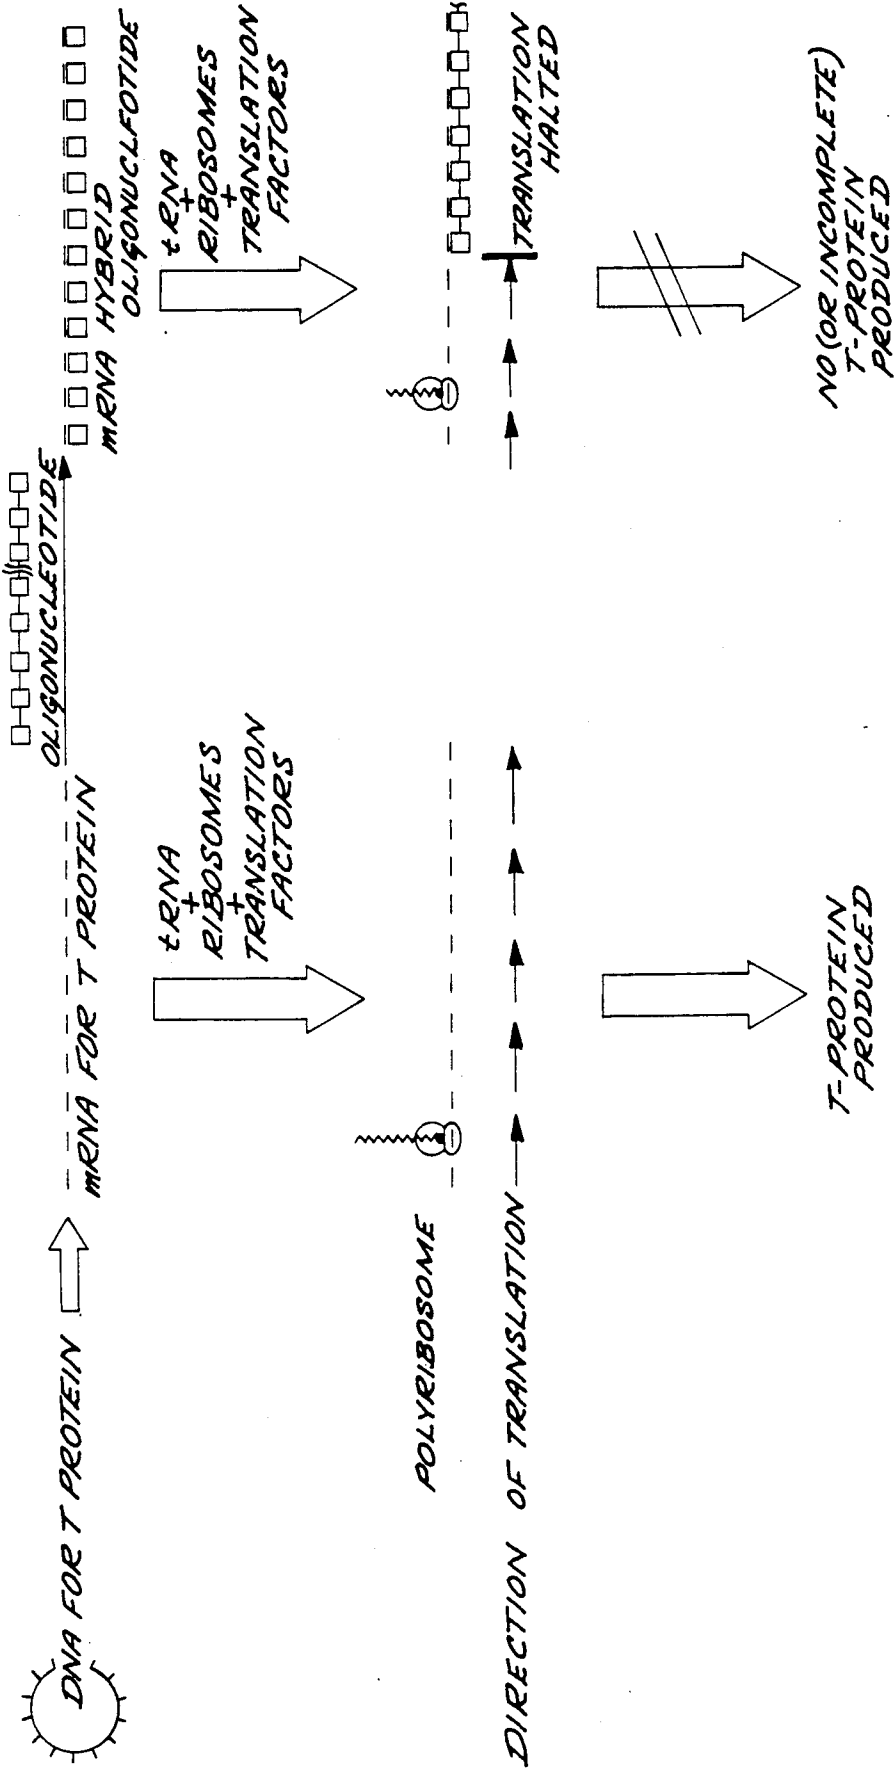 DNA FOR T PROTEIN
mRNA FOR T PROTEIN
OLIGONUCLEOTIDE
mRNA HYBRID
OLIGONUCLFOTIDE
tRNA
+
RIBOSOMES
+
TRANSLATION
FACTORS
tRNA
+
RIBOSOMES
+
TRANSLATION
FACTORS
POLYRIBOSOME
DIRECTION OF TRANSLATION
TRANSLATION
HALTED
T-PROTEIN
PRODUCED
NO (OR INCOMPLETE)
T-PROTEIN
PRODUCED